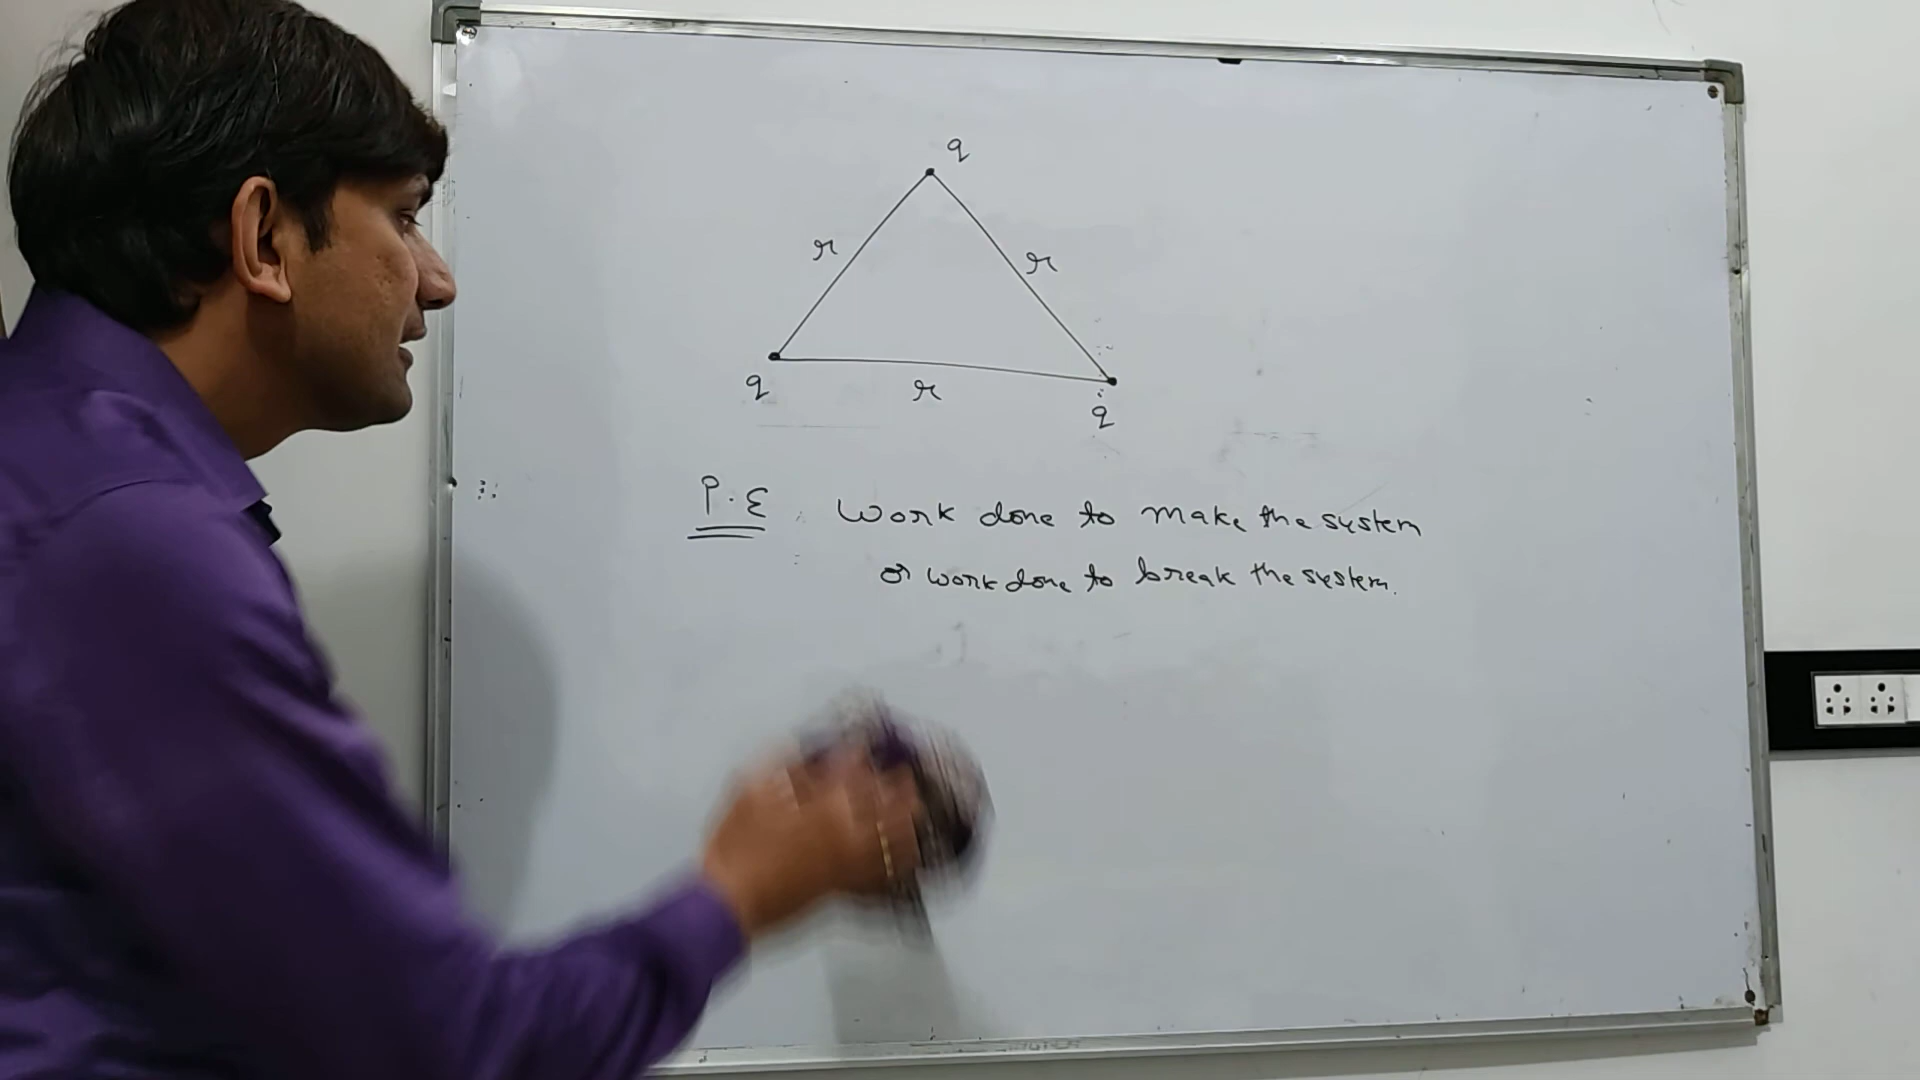 q
r r
q r q
P.E Work done to make the system
or work done to break the system.